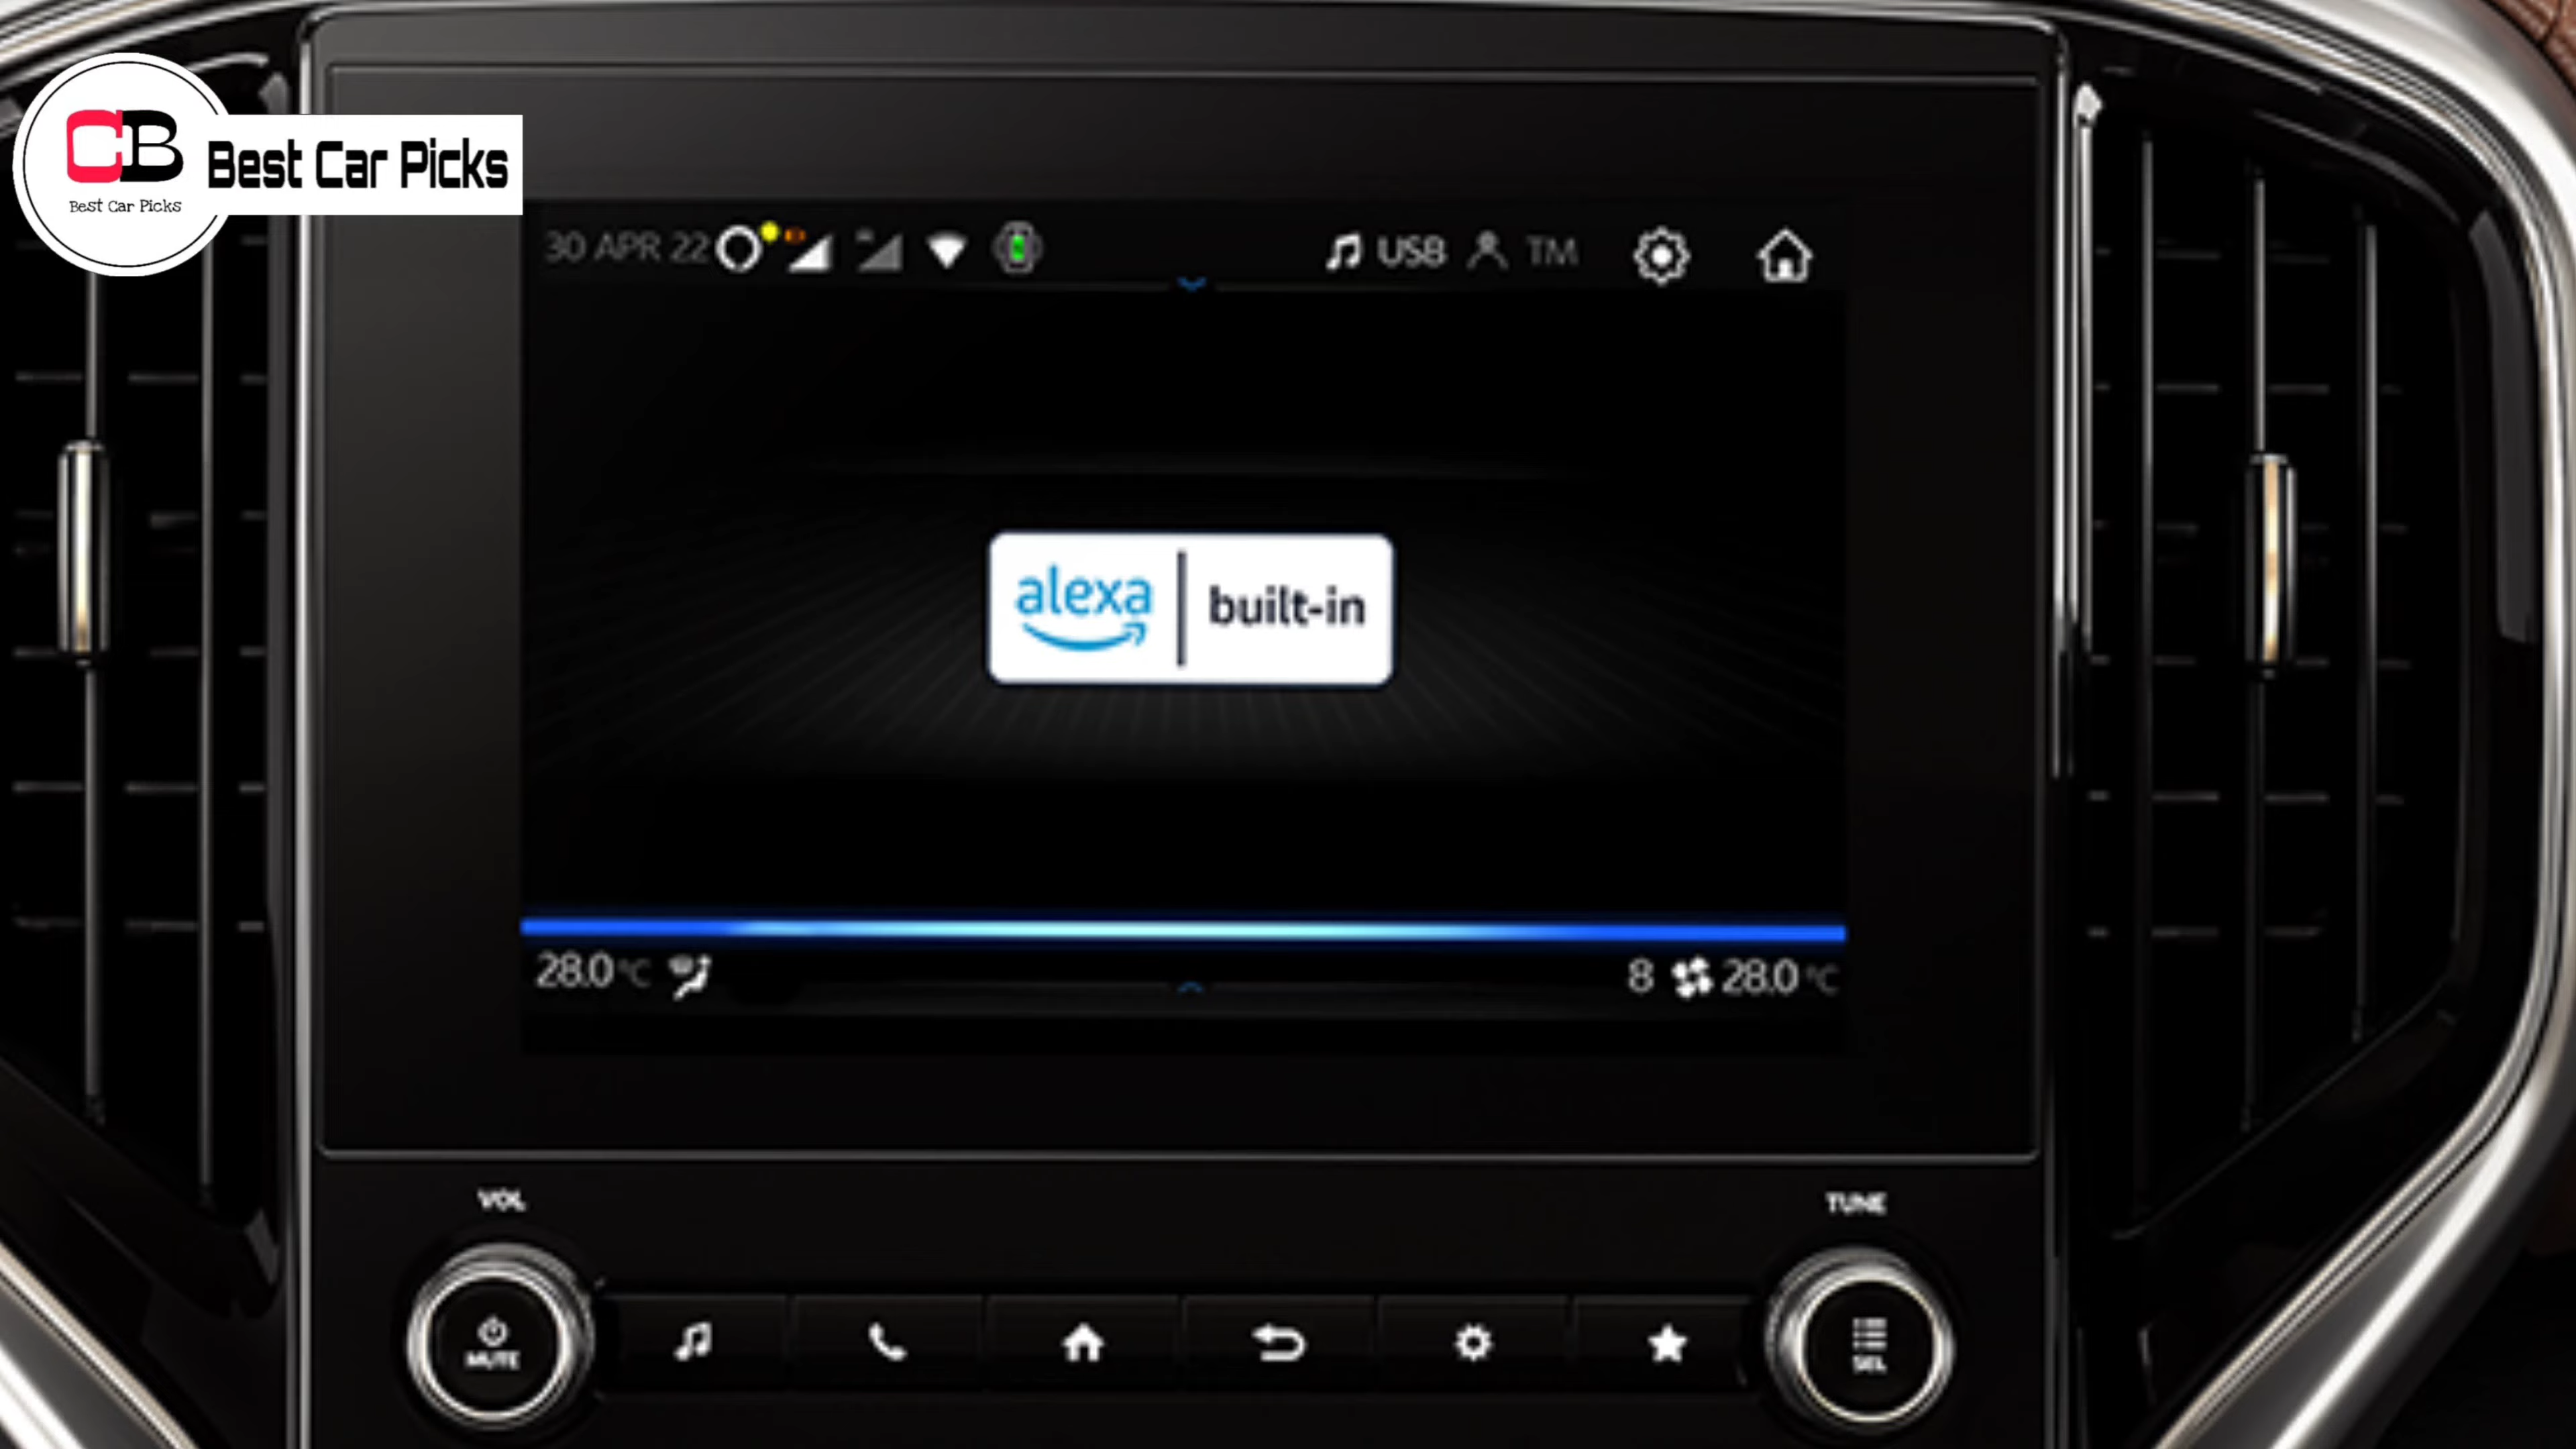 CB
Best Car Picks
Best Car Picks
30 APR 22
USB
TM
alexa | built-in
28.0 °C
8
28.0 °C
VOL
TUNE
MUTE
SEL